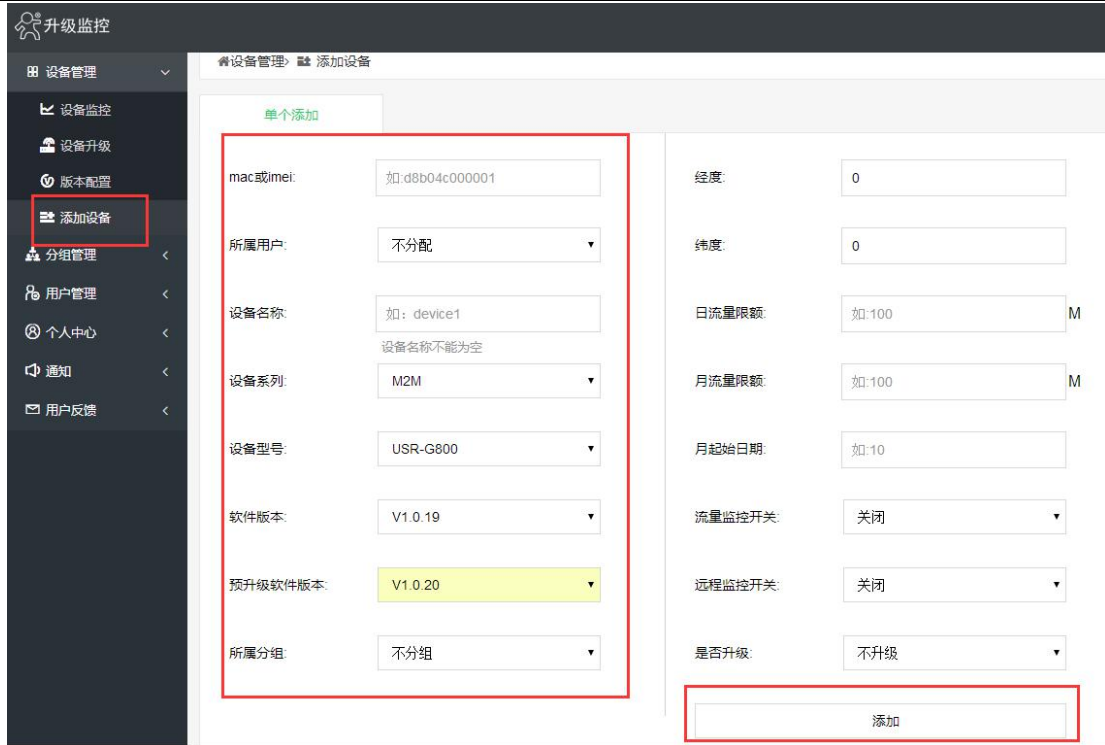 升级监控
设备管理
设备监控
设备升级
版本配置
添加设备
分组管理
用户管理
个人中心
通知
用户反馈
设备管理> 添加设备
单个添加
mac或imei: 如:d8b04c000001
所属用户: 不分配
设备名称: 如：device1
设备名称不能为空
设备系列: M2M
设备型号: USR-G800
软件版本: V1.0.19
预升级软件版本: V1.0.20
所属分组: 不分组
经度: 0
纬度: 0
日流量限额: 如:100 M
月流量限额: 如:100 M
月起始日期: 如:10
流量监控开关: 关闭
远程监控开关: 关闭
是否升级: 不升级
添加